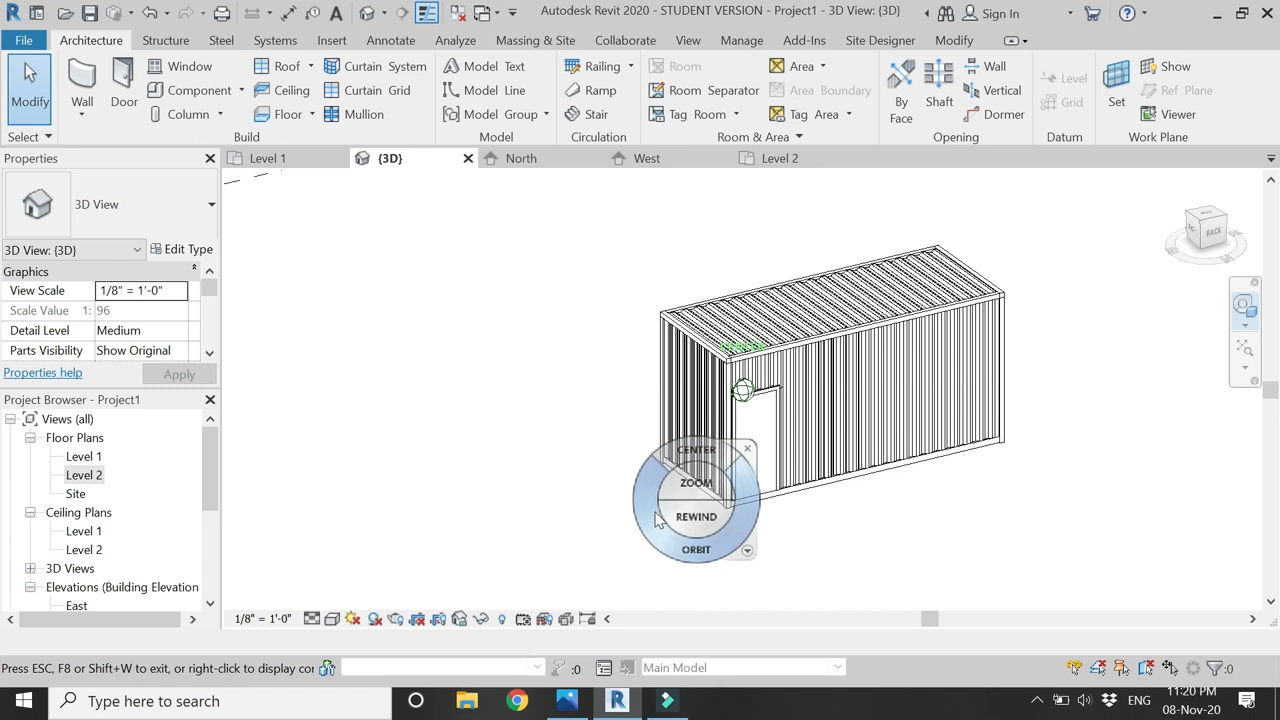 Autodesk Revit 2020 - STUDENT VERSION - Project1 - 3D View: {3D}
Sign In
File Architecture Structure Steel Systems Insert Annotate Analyze Massing & Site Collaborate View Manage Add-Ins Site Designer Modify
Modify
Wall
Door
Window
Component
Column
Roof
Ceiling
Floor
Curtain System
Curtain Grid
Mullion
Model Text
Model Line
Model Group
Railing
Ramp
Stair
Room
Room Separator
Tag Room
Area
Area Boundary
Tag Area
By
Face
Shaft
Wall
Vertical
Dormer
Level
Grid
Set
Show
Ref Plane
Viewer
Select Build Model Circulation Room & Area Opening Datum Work Plane
Properties
Level 1 {3D} North West Level 2
3D View
3D View: {3D} Edit Type
Graphics
View Scale 1/8" = 1'-0"
Scale Value 1: 96
Detail Level Medium
Parts Visibility Show Original
Properties help Apply
Project Browser - Project1
Views (all)
Floor Plans
Level 1
Level 2
Site
Ceiling Plans
Level 1
Level 2
3D Views
Elevations (Building Elevation
East
BACK
CENTER
ZOOM
REWIND
ORBIT
1/8" = 1'-0"
Press ESC, F8 or Shift+W to exit, or right-click to display cor
:0
Main Model
:0
Type here to search
ENG
11:20 PM
08-Nov-20